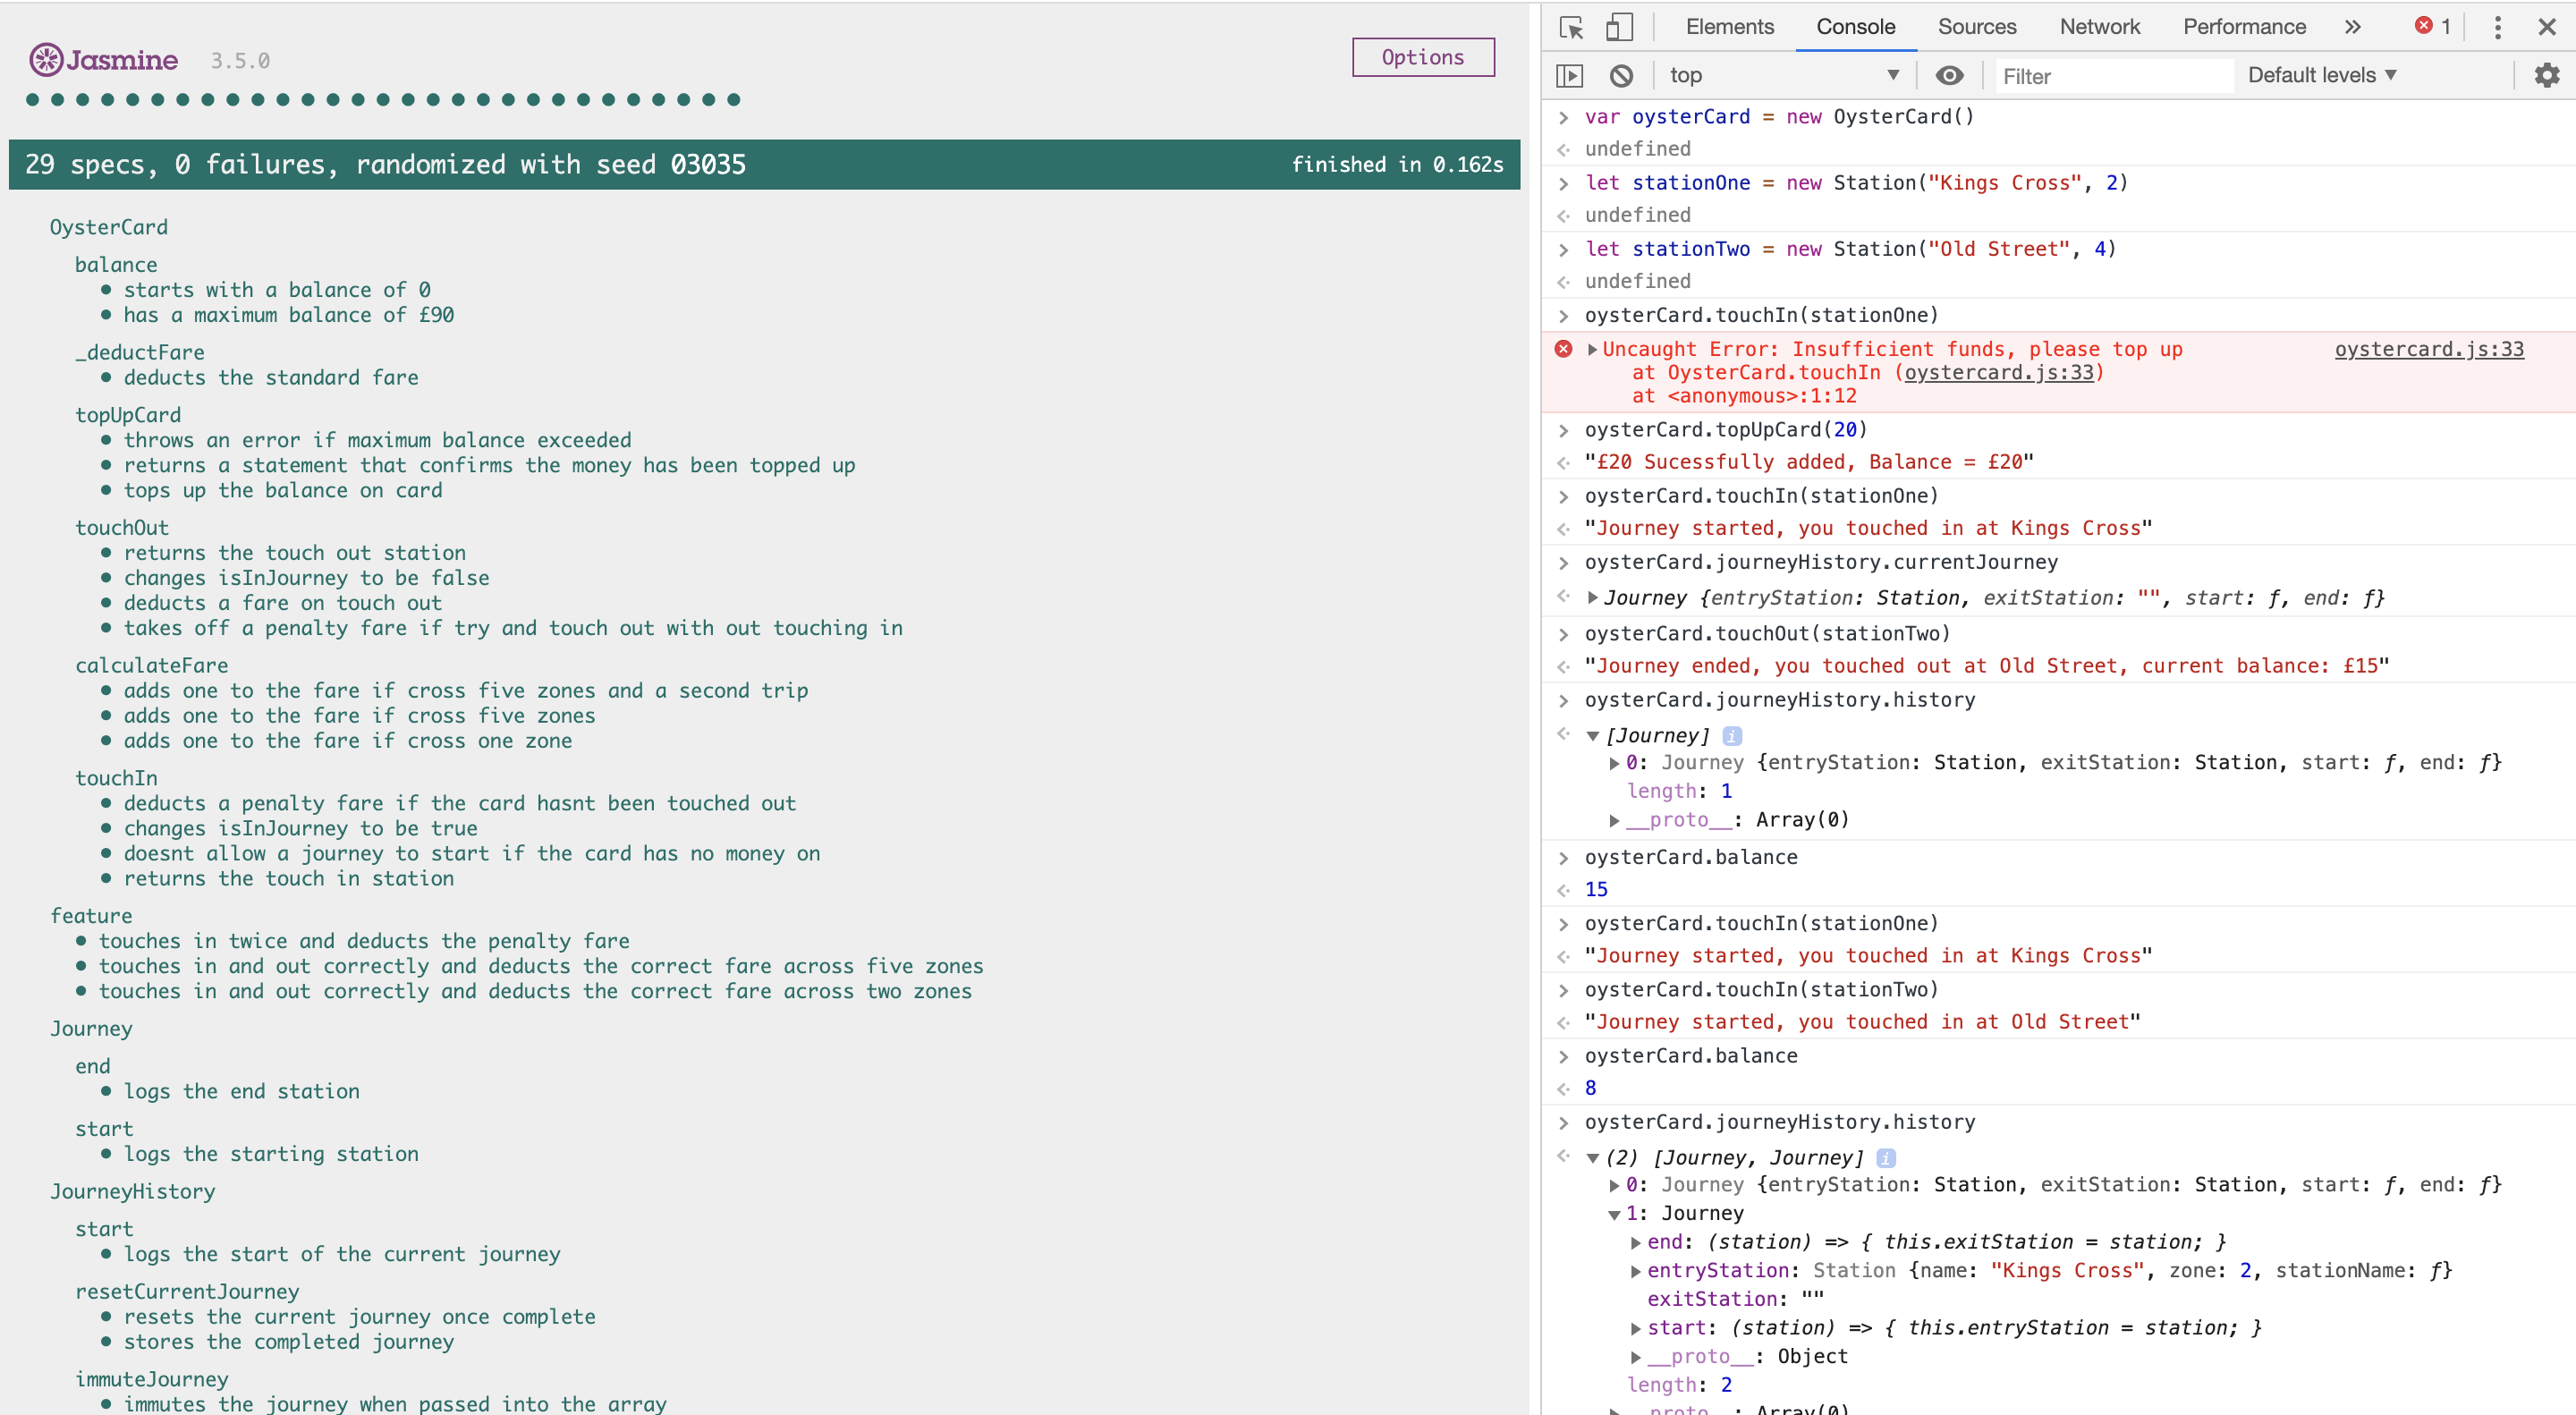 Jasmine 3.5.0
Options
29 specs, 0 failures, randomized with seed 03035
finished in 0.162s
OysterCard
balance
• starts with a balance of 0
• has a maximum balance of £90
_deductFare
• deducts the standard fare
topUpCard
• throws an error if maximum balance exceeded
• returns a statement that confirms the money has been topped up
• tops up the balance on card
touchOut
• returns the touch out station
• changes isInJourney to be false
• deducts a fare on touch out
• takes off a penalty fare if try and touch out with out touching in
calculateFare
• adds one to the fare if cross five zones and a second trip
• adds one to the fare if cross five zones
• adds one to the fare if cross one zone
touchIn
• deducts a penalty fare if the card hasnt been touched out
• changes isInJourney to be true
• doesnt allow a journey to start if the card has no money on
• returns the touch in station
feature
• touches in twice and deducts the penalty fare
• touches in and out correctly and deducts the correct fare across five zones
• touches in and out correctly and deducts the correct fare across two zones
Journey
end
• logs the end station
start
• logs the starting station
JourneyHistory
start
• logs the start of the current journey
resetCurrentJourney
• resets the current journey once complete
• stores the completed journey
immuteJourney
• immutes the journey when passed into the array
Elements Console Sources Network Performance » 1
top Filter Default levels
var oysterCard = new OysterCard()
undefined
let stationOne = new Station("Kings Cross", 2)
undefined
let stationTwo = new Station("Old Street", 4)
undefined
oysterCard.touchIn(stationOne)
Uncaught Error: Insufficient funds, please top up oystercard.js:33
at OysterCard.touchIn (oystercard.js:33)
at <anonymous>:1:12
oysterCard.topUpCard(20)
"£20 Sucessfully added, Balance = £20"
oysterCard.touchIn(stationOne)
"Journey started, you touched in at Kings Cross"
oysterCard.journeyHistory.currentJourney
Journey {entryStation: Station, exitStation: "", start: ƒ, end: ƒ}
oysterCard.touchOut(stationTwo)
"Journey ended, you touched out at Old Street, current balance: £15"
oysterCard.journeyHistory.history
[Journey] i
0: Journey {entryStation: Station, exitStation: Station, start: ƒ, end: ƒ}
length: 1
__proto__: Array(0)
oysterCard.balance
15
oysterCard.touchIn(stationOne)
"Journey started, you touched in at Kings Cross"
oysterCard.touchIn(stationTwo)
"Journey started, you touched in at Old Street"
oysterCard.balance
8
oysterCard.journeyHistory.history
(2) [Journey, Journey] i
0: Journey {entryStation: Station, exitStation: Station, start: ƒ, end: ƒ}
1: Journey
end: (station) => { this.exitStation = station; }
entryStation: Station {name: "Kings Cross", zone: 2, stationName: ƒ}
exitStation: ""
start: (station) => { this.entryStation = station; }
__proto__: Object
length: 2
__proto__: Array(0)